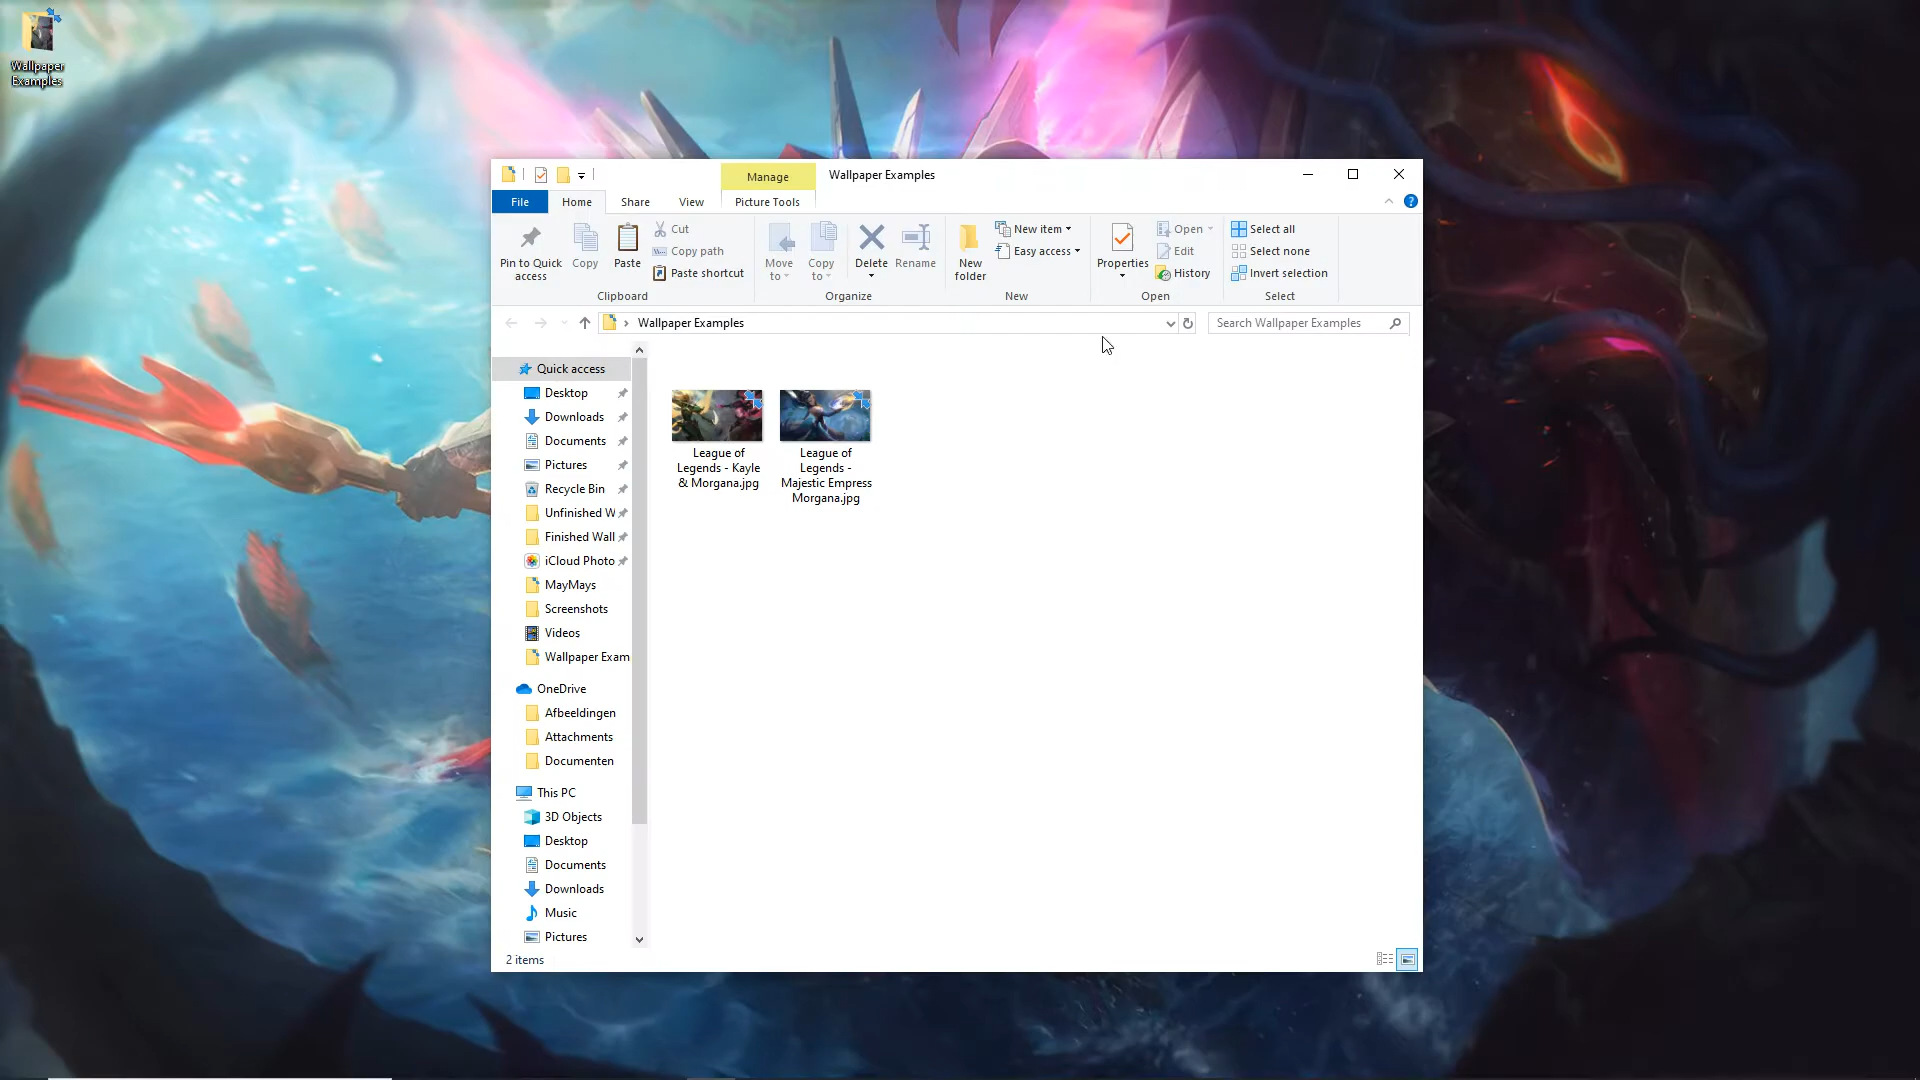 Wallpaper
Examples
Manage
Wallpaper Examples
File
Home
Share
View
Picture Tools
?
Pin to Quick
access
Copy
Paste
Cut
Copy path
Paste shortcut
Clipboard
Move
to
Copy
to
Delete
Rename
Organize
New
folder
New item
Easy access
New
Properties
Open
Edit
History
Open
Select all
Select none
Invert selection
Select
Wallpaper Examples
Search Wallpaper Examples
Quick access
Desktop
Downloads
Documents
Pictures
Recycle Bin
Unfinished W
Finished Wall
iCloud Photo
MayMays
Screenshots
Videos
Wallpaper Exam
OneDrive
Afbeeldingen
Attachments
Documenten
This PC
3D Objects
Desktop
Documents
Downloads
Music
Pictures
League of
Legends - Kayle
& Morgana.jpg
League of
Legends -
Majestic Empress
Morgana.jpg
2 items